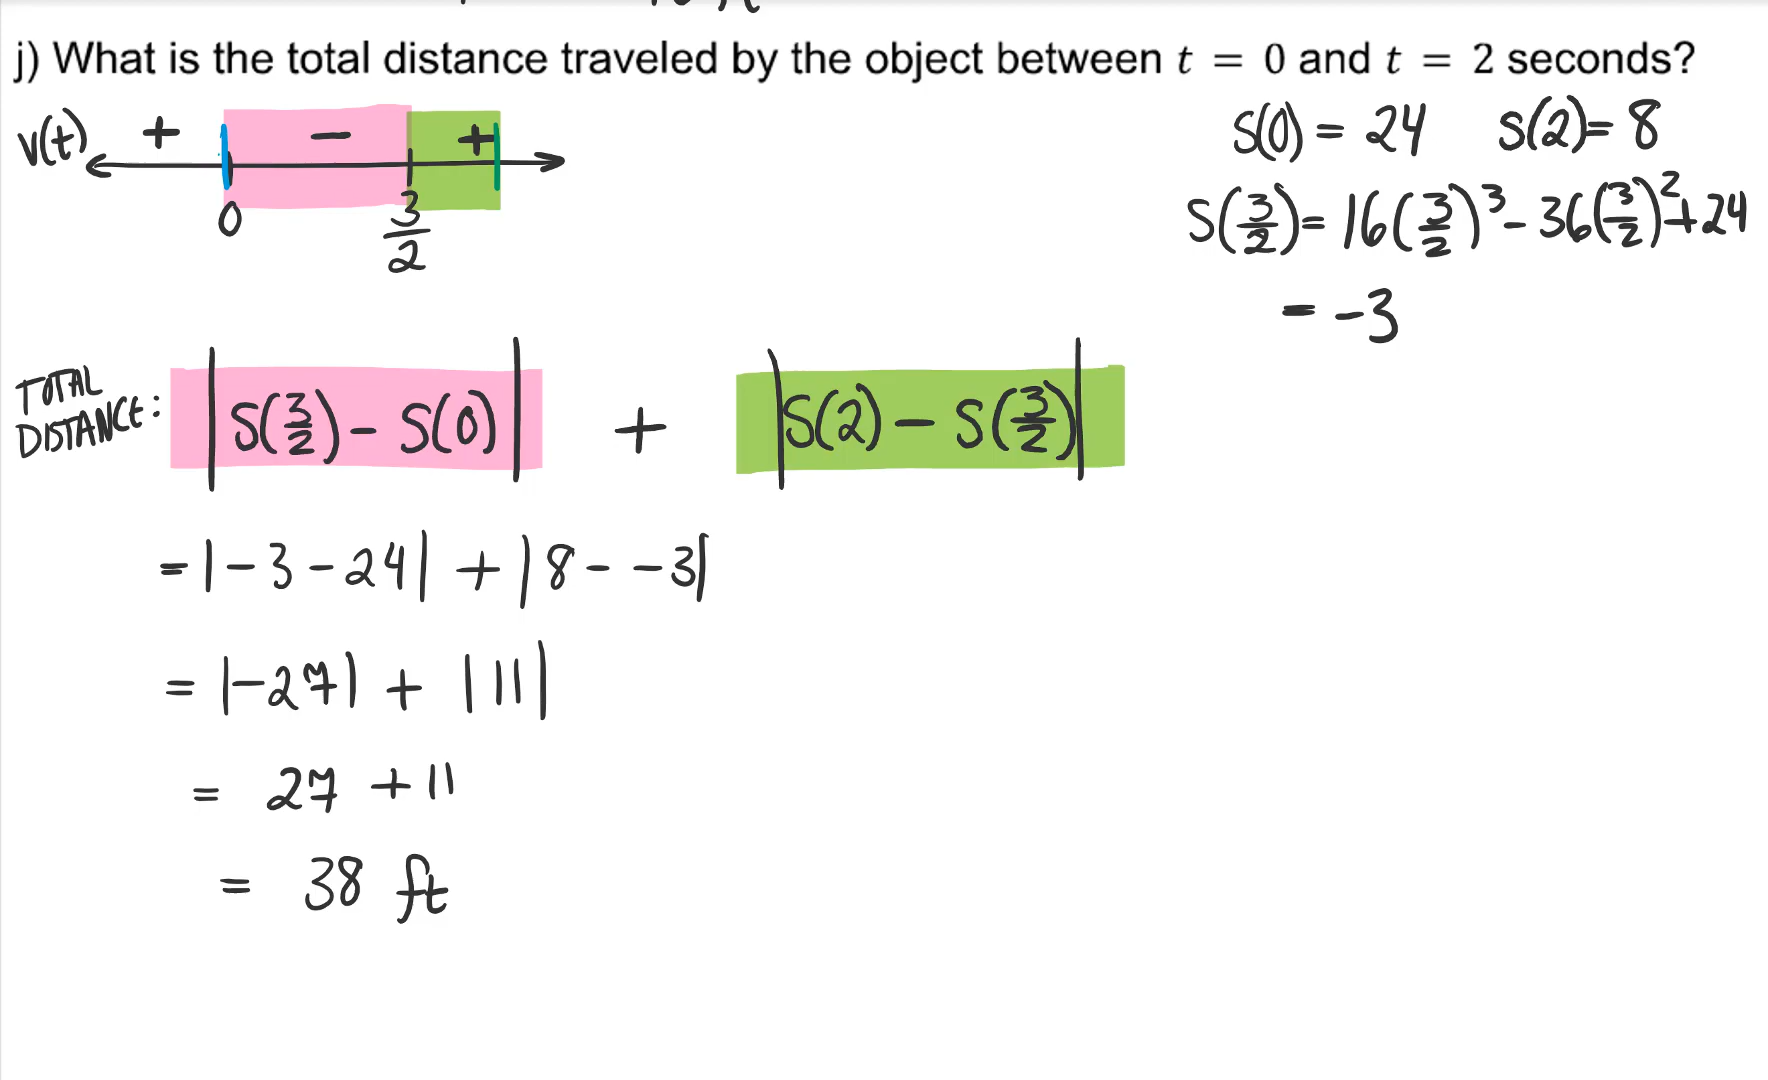 j) What is the total distance traveled by the object between t = 0 and t = 2 seconds?
v(t) + - +
0 3/2
S(0) = 24 S(2)= 8
S(3/2)= 16(3/2)³- 36(3/2)²+24
= -3
TOTAL DISTANCE: |S(3/2)- S(0)| + |S(2) - S(3/2)|
=|-3-24| + |8- -3|
= |-27| + |11|
= 27 +11
= 38 ft